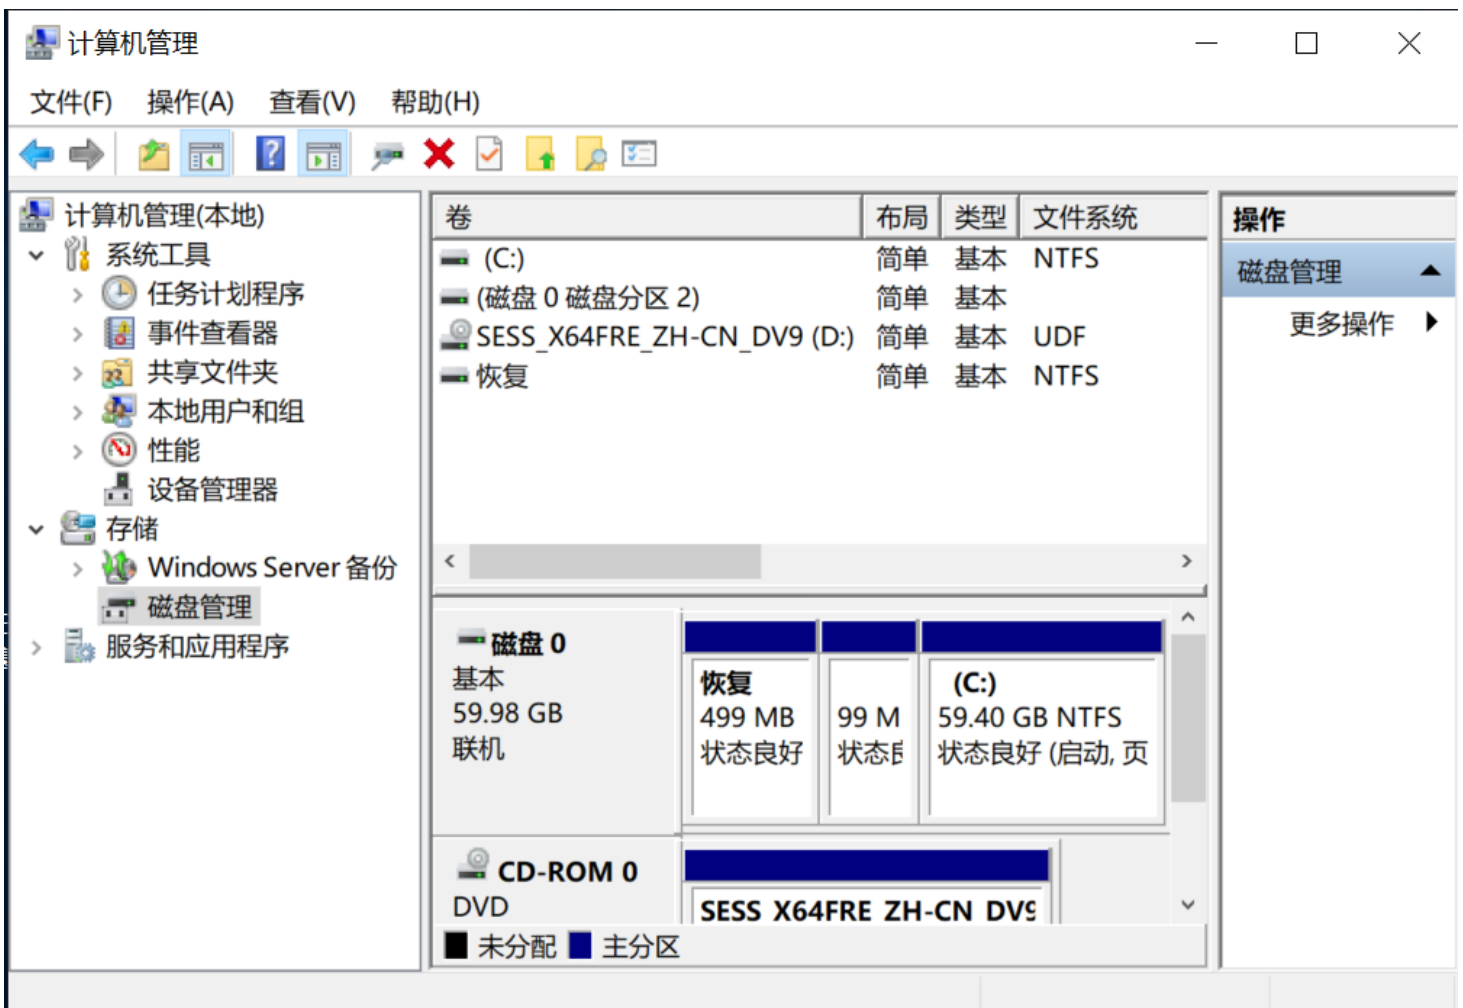 计算机管理
文件(F) 操作(A) 查看(V) 帮助(H)
计算机管理(本地)
系统工具
任务计划程序
事件查看器
共享文件夹
本地用户和组
性能
设备管理器
存储
Windows Server 备份
磁盘管理
服务和应用程序
卷 布局 类型 文件系统
(C:) 简单 基本 NTFS
(磁盘 0 磁盘分区 2) 简单 基本
SESS_X64FRE_ZH-CN_DV9 (D:) 简单 基本 UDF
恢复 简单 基本 NTFS
磁盘 0
基本
59.98 GB
联机
恢复
499 MB
状态良好
99 M
状态
(C:)
59.40 GB NTFS
状态良好 (启动, 页
CD-ROM 0
DVD
SESS_X64FRE_ZH-CN_DV9
未分配 主分区
操作
磁盘管理
更多操作